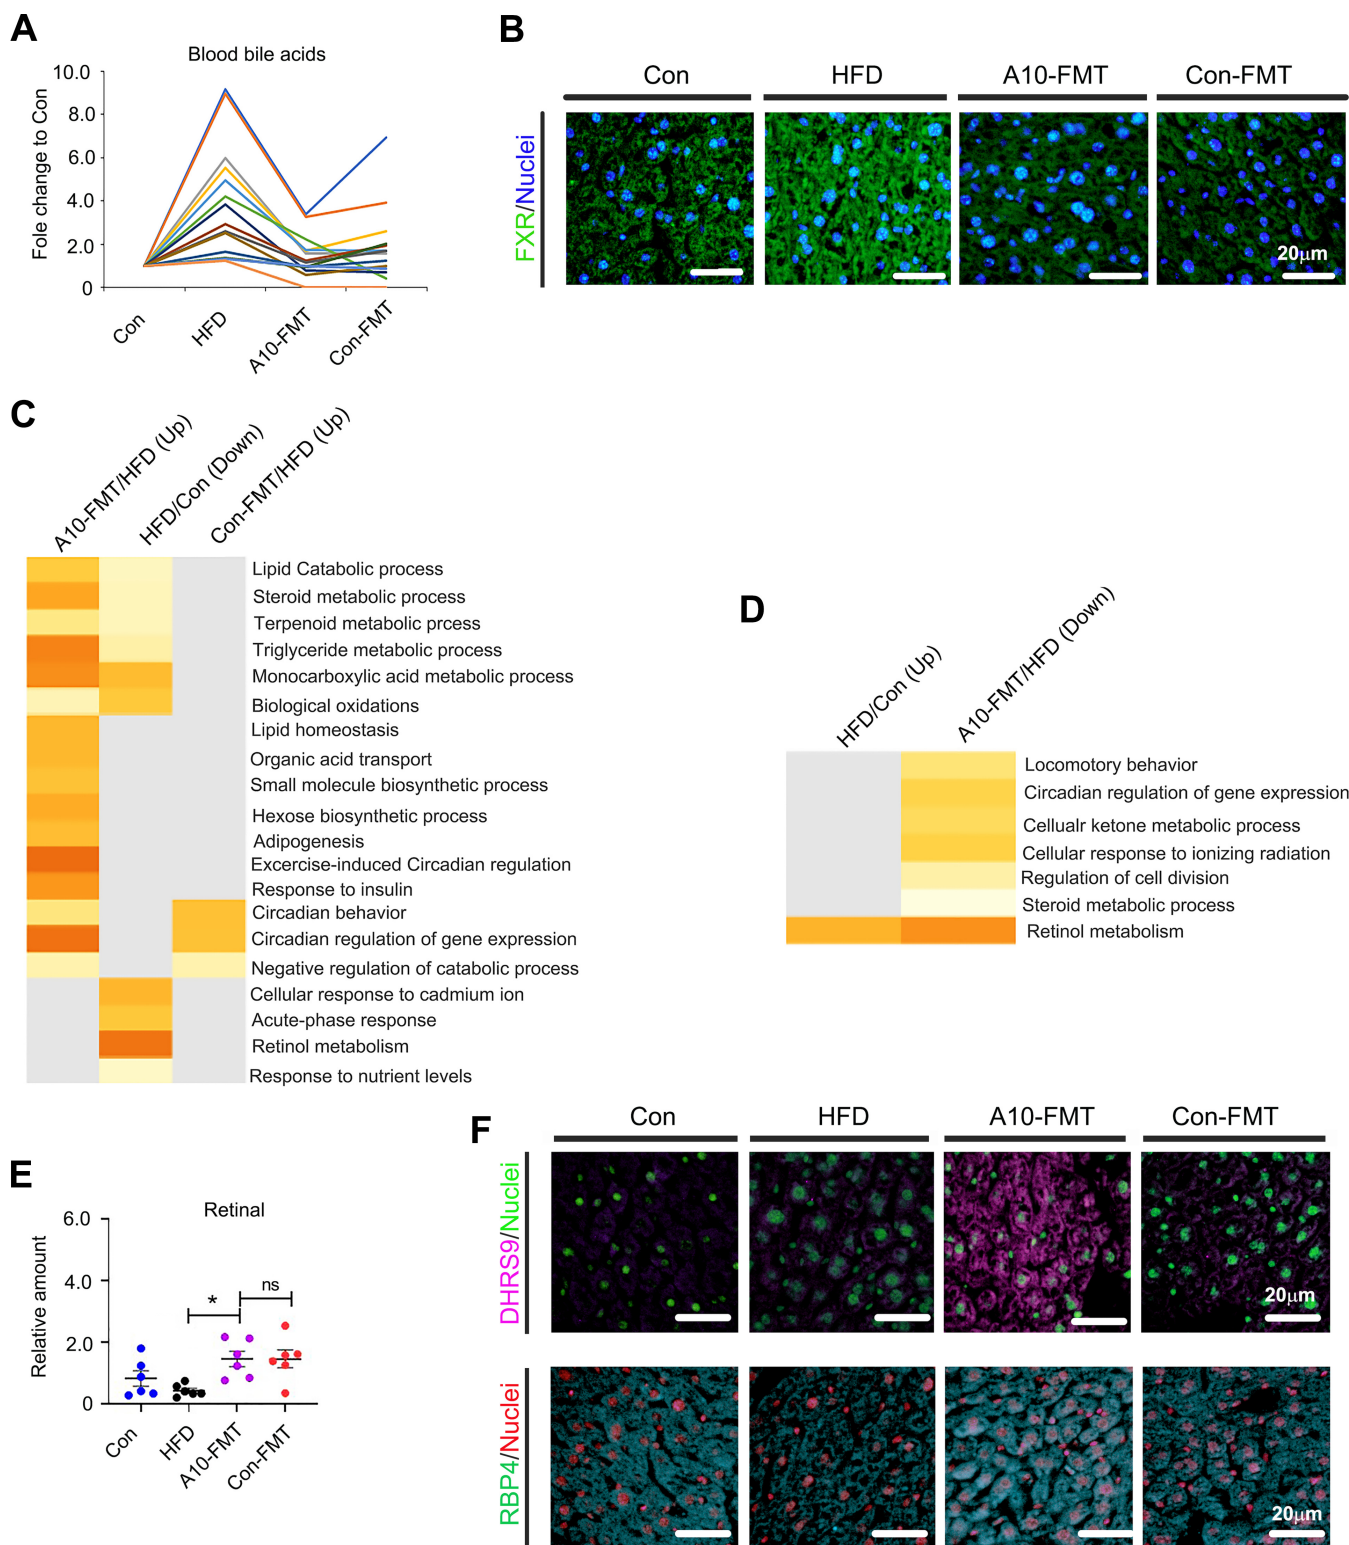 A
Blood bile acids
Fole change to Con
10.0
8.0
6.0
4.0
2.0
0
Con
HFD
A10-FMT
Con-FMT
B
Con
HFD
A10-FMT
Con-FMT
FXR/Nuclei
20μm
C
A10-FMT/HFD (Up)
HFD/Con (Down)
Con-FMT/HFD (Up)
Lipid Catabolic process
Steroid metabolic process
Terpenoid metabolic prcess
Triglyceride metabolic process
Monocarboxylic acid metabolic process
Biological oxidations
Lipid homeostasis
Organic acid transport
Small molecule biosynthetic process
Hexose biosynthetic process
Adipogenesis
Excercise-induced Circadian regulation
Response to insulin
Circadian behavior
Circadian regulation of gene expression
Negative regulation of catabolic process
Cellular response to cadmium ion
Acute-phase response
Retinol metabolism
Response to nutrient levels
D
HFD/Con (Up)
A10-FMT/HFD (Down)
Locomotory behavior
Circadian regulation of gene expression
Cellualr ketone metabolic process
Cellular response to ionizing radiation
Regulation of cell division
Steroid metabolic process
Retinol metabolism
E
Retinal
Relative amount
6.0
4.0
2.0
0
*
ns
Con
HFD
A10-FMT
Con-FMT
F
Con
HFD
A10-FMT
Con-FMT
DHRS9/Nuclei
20μm
RBP4/Nuclei
20μm